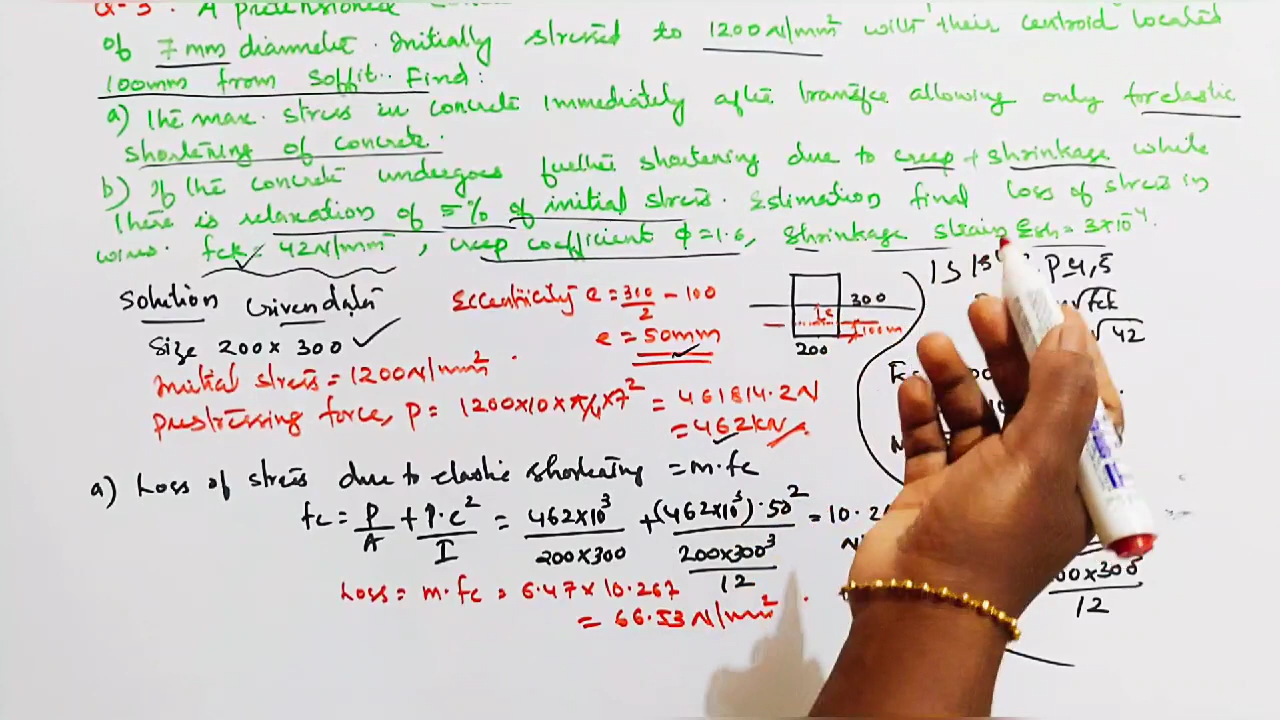 Q-3. A pretensioned
of 7mm diameter. Initially stressed to 1200N/mm² with their centroid located
100mm from soffit.. Find:
a) The max. stress in concrete immediately after transfer allowing only for elastic
shortening of concrete.
b) If the concrete undergoes further shortening due to creep + shrinkage while
There is relaxation of 5% of initial stress. Estimation final loss of stress in
wires. fck = 42N/mm², creep coefficient φ=1.6, shrinkage strain εsh = 3×10⁻⁴.
Solution Given data
Size 200 x 300
Initial stress = 1200N/mm².
prestressing force, P = 1200×10×π/4×7² = 461814.2N
= 462kN
Eccentricity e = 300/2 - 100
e = 50mm
300
e
100m
200
√fck
√42
a) Loss of stress due to elastic shortening = m.fc
fc = P/A + P.e²/I = 462×10³/200×300 + (462×10³).50²/200×300³/12 = 10.2
Loss = m.fc = 6.47 × 10.267
= 66.53N/mm².
12